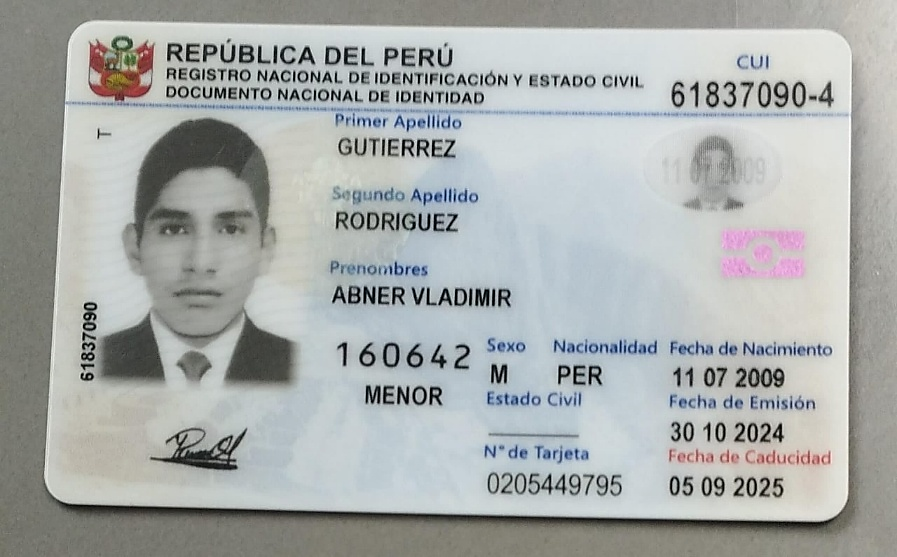 REPÚBLICA DEL PERÚ
REGISTRO NACIONAL DE IDENTIFICACIÓN Y ESTADO CIVIL
DOCUMENTO NACIONAL DE IDENTIDAD
CUI
61837090-4
T
Primer Apellido
GUTIERREZ
11 07 2009
Segundo Apellido
RODRIGUEZ
Prenombres
ABNER VLADIMIR
61837090
160642
MENOR
Sexo Nacionalidad Fecha de Nacimiento
M PER 11 07 2009
Estado Civil Fecha de Emisión
30 10 2024
N° de Tarjeta Fecha de Caducidad
0205449795 05 09 2025